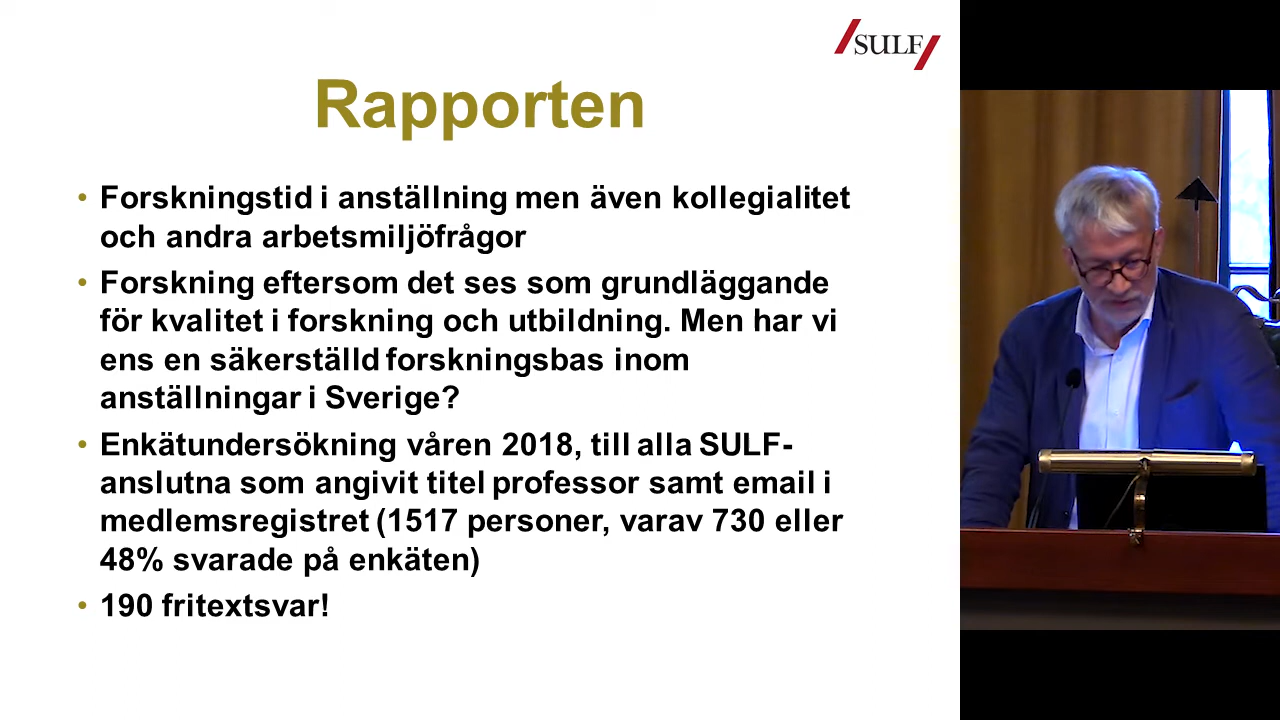 SULF
Rapporten
• Forskningstid i anställning men även kollegialitet
och andra arbetsmiljöfrågor
• Forskning eftersom det ses som grundläggande
för kvalitet i forskning och utbildning. Men har vi
ens en säkerställd forskningsbas inom
anställningar i Sverige?
• Enkätundersökning våren 2018, till alla SULF-
anslutna som angivit titel professor samt email i
medlemsregistret (1517 personer, varav 730 eller
48% svarade på enkäten)
• 190 fritextsvar!